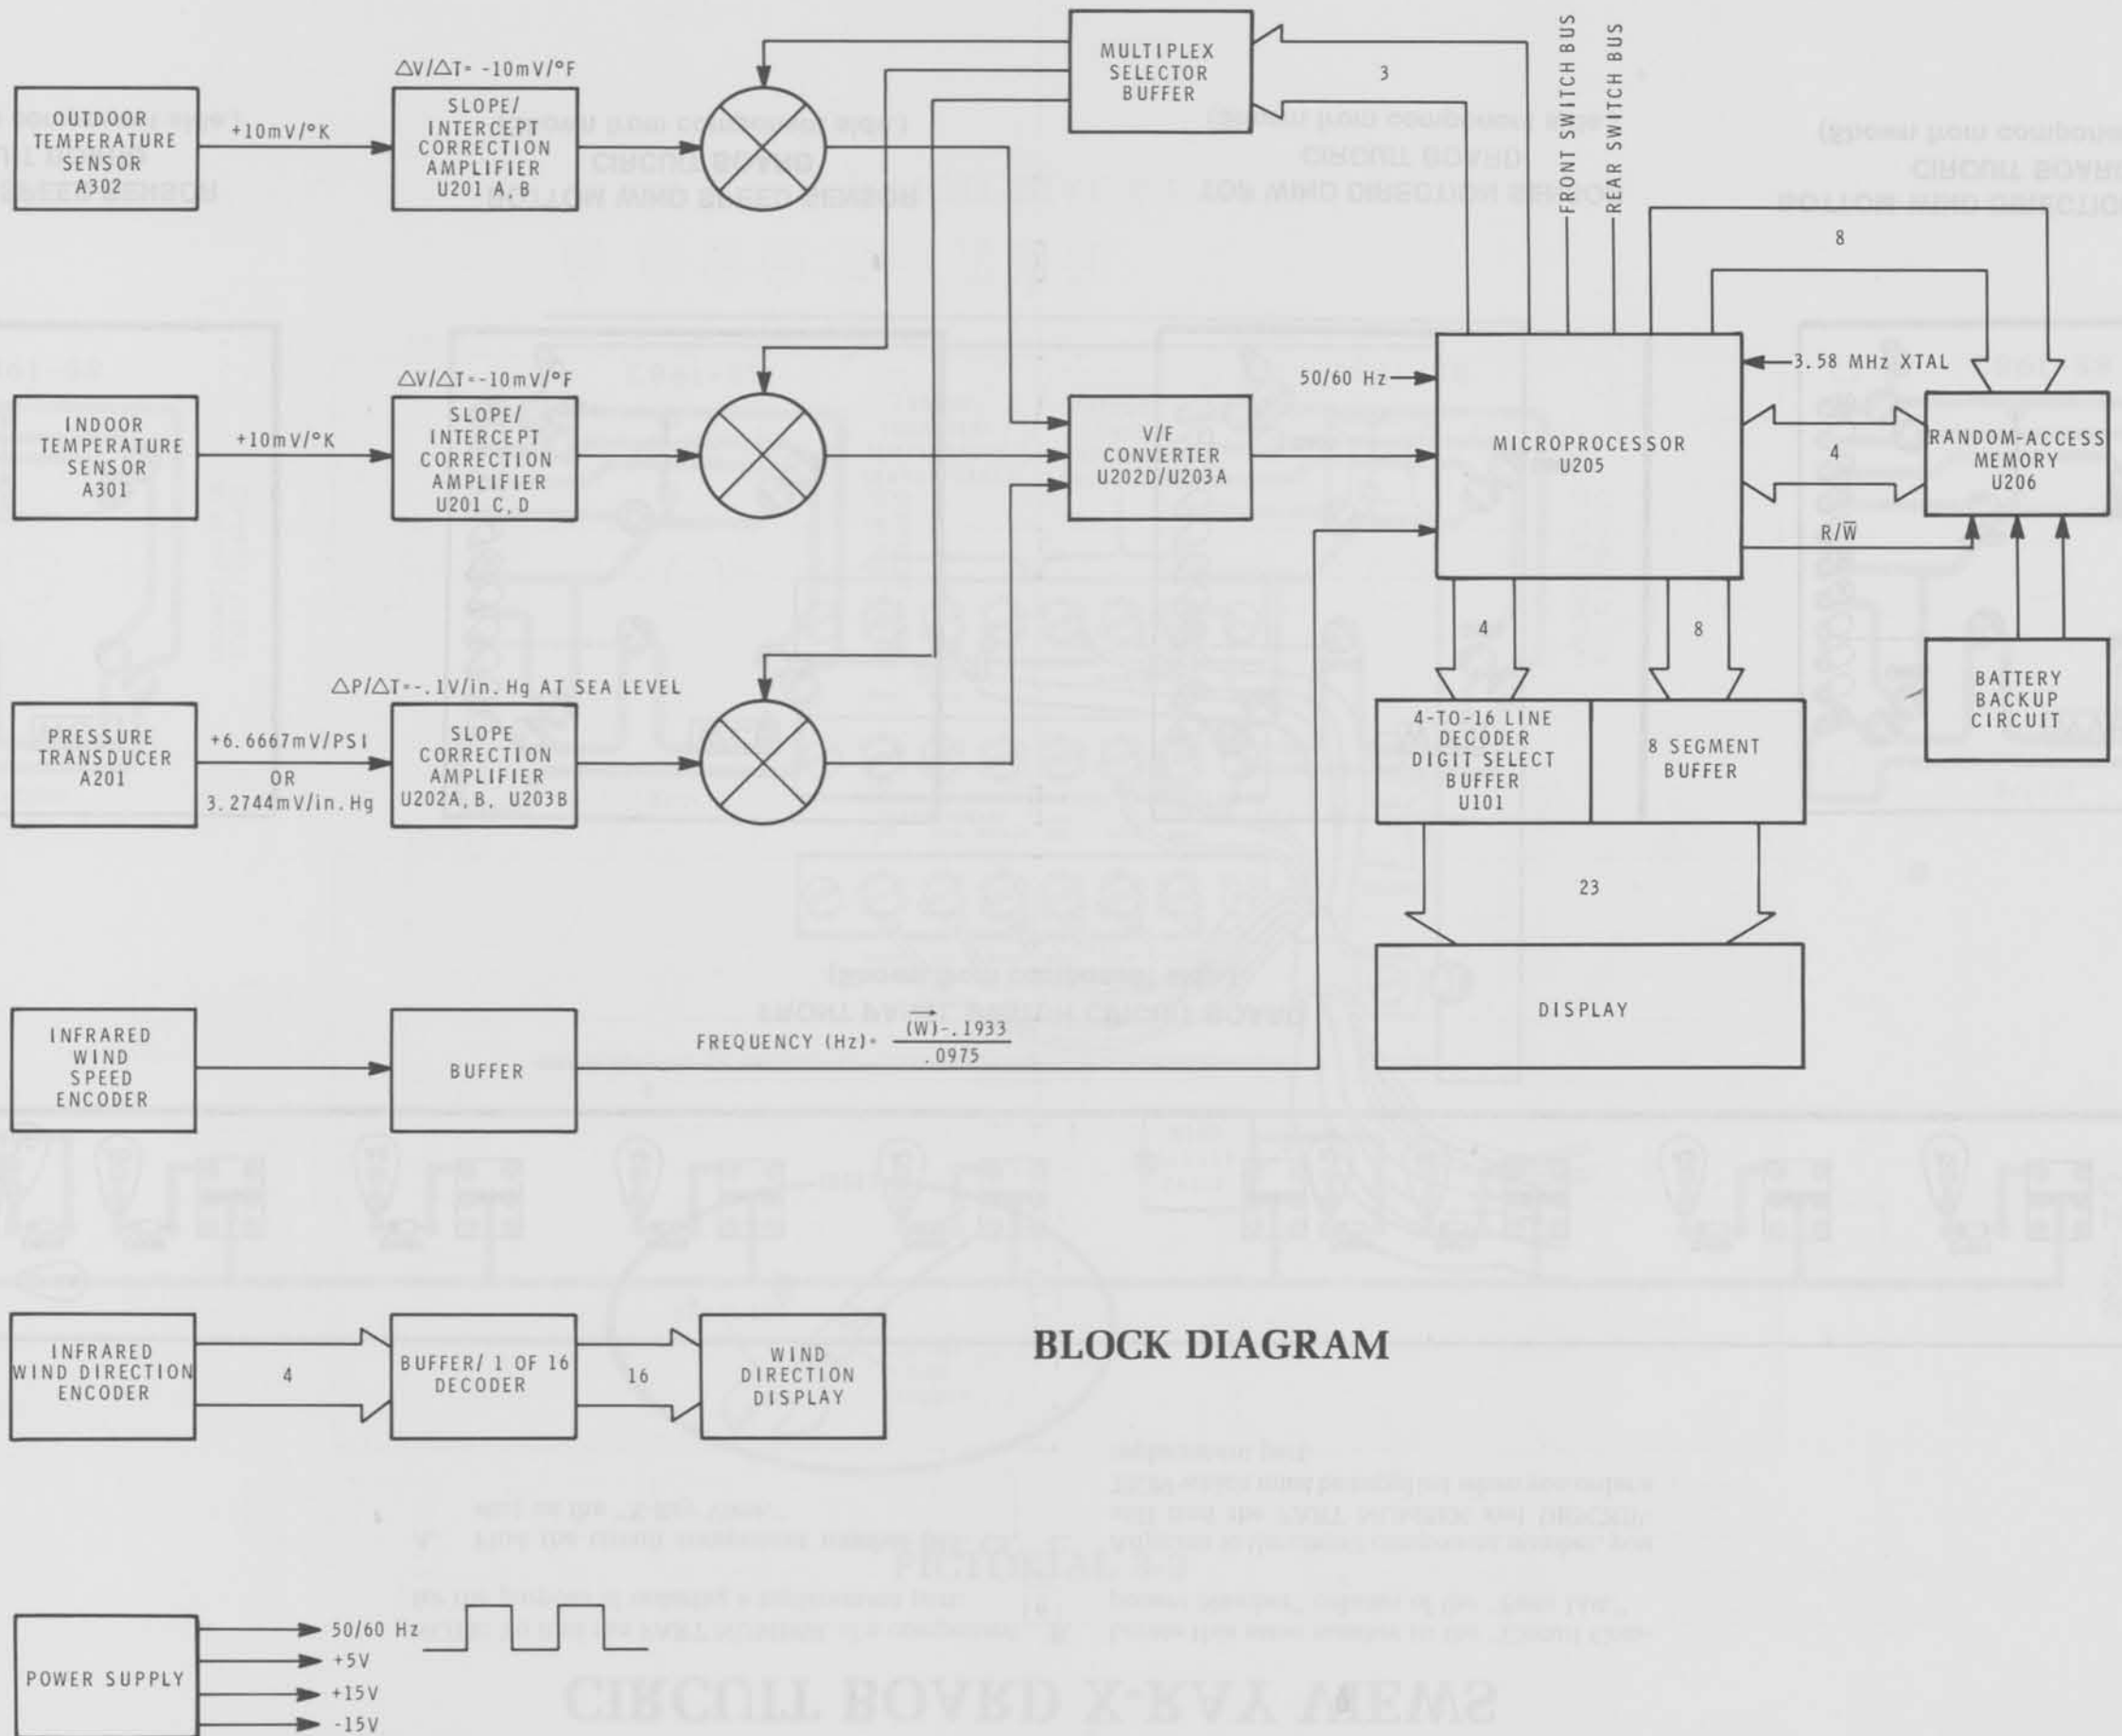 MULTIPLEX
SELECTOR
BUFFER
3
FRONT SWITCH BUS
REAR SWITCH BUS
△V/△T= -10mV/°F
OUTDOOR
TEMPERATURE
SENSOR
A302
+10mV/°K
SLOPE/
INTERCEPT
CORRECTION
AMPLIFIER
U201 A, B
8
△V/△T=-10mV/°F
INDOOR
TEMPERATURE
SENSOR
A301
+10mV/°K
SLOPE/
INTERCEPT
CORRECTION
AMPLIFIER
U201 C, D
50/60 Hz
V/F
CONVERTER
U202D/U203A
MICROPROCESSOR
U205
3.58 MHz XTAL
4
RANDOM-ACCESS
MEMORY
U206
R/W̅
4
8
△P/△T=-.1V/in. Hg AT SEA LEVEL
PRESSURE
TRANSDUCER
A201
+6.6667mV/PSI
OR
3.2744mV/in. Hg
SLOPE
CORRECTION
AMPLIFIER
U202A, B, U203B
4-TO-16 LINE
DECODER
DIGIT SELECT
BUFFER
U101
8 SEGMENT
BUFFER
BATTERY
BACKUP
CIRCUIT
23
DISPLAY
INFRARED
WIND
SPEED
ENCODER
BUFFER
FREQUENCY (Hz)= (W⃗)-.1933
.0975
INFRARED
WIND DIRECTION
ENCODER
4
BUFFER/ 1 OF 16
DECODER
16
WIND
DIRECTION
DISPLAY
BLOCK DIAGRAM
POWER SUPPLY
50/60 Hz
+5V
+15V
-15V